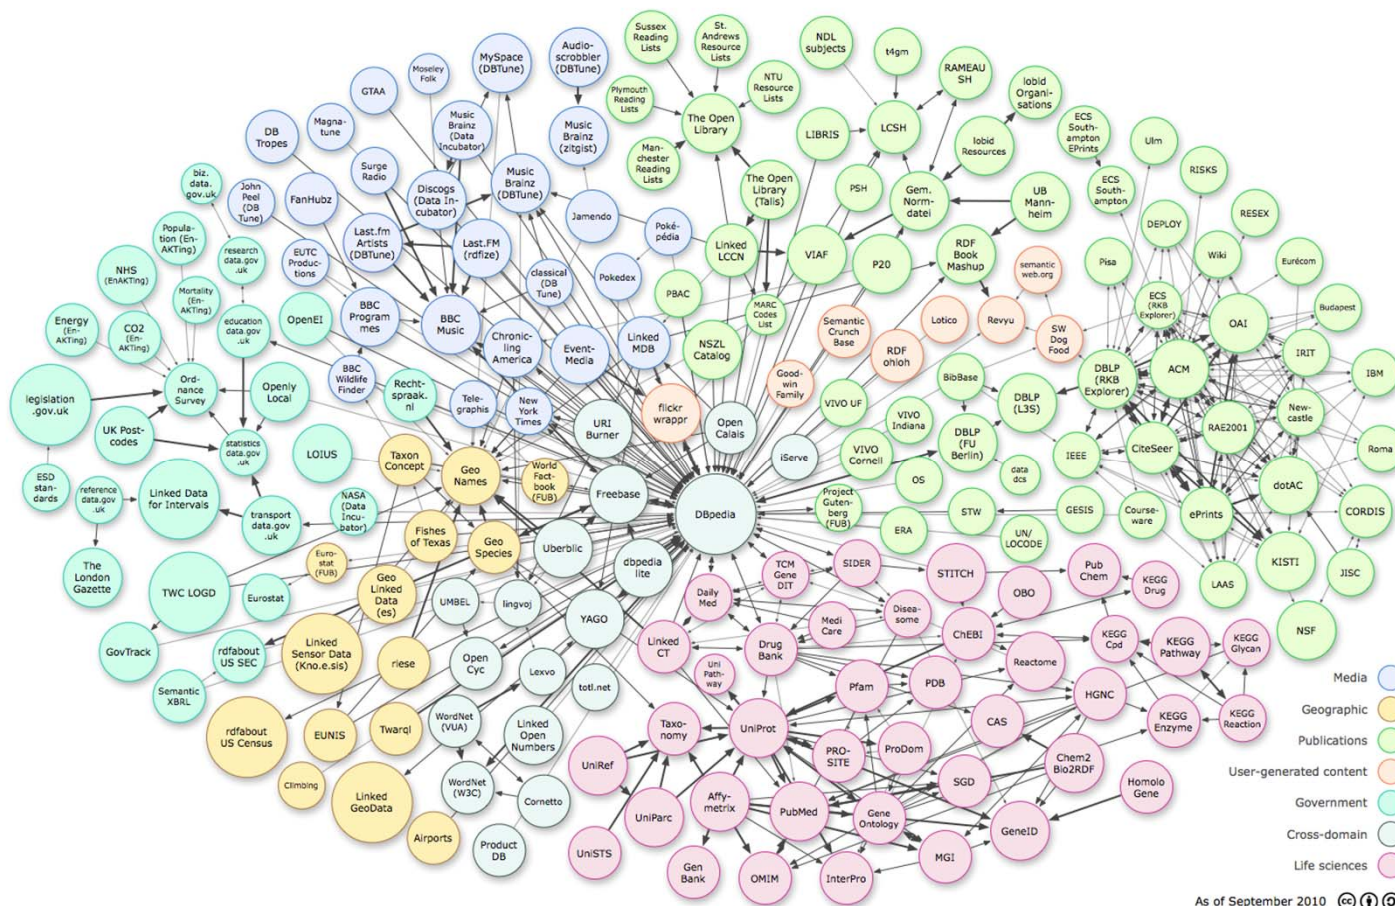 Sussex
Reading
Lists
St.
Andrews
Resource
Lists
NDL
subjects
t4gm
RAMEAU
SH
lobid
Organi-
sations
Plymouth
Reading
Lists
NTU
Resource
Lists
The Open
Library
LIBRIS
LCSH
lobid
Resources
Man-
chester
Reading
Lists
The Open
Library
(Talis)
PSH
Gem.
Norm-
datei
UB
Mann-
heim
Linked
LCCN
VIAF
P20
RDF
Book
Mashup
PBAC
MARC
Codes
List
NSZL
Catalog
Audio-
scrobbler
(DBTune)
MySpace
(DBTune)
Moseley
Folk
GTAA
Music
Brainz
(Data
Incubator)
Music
Brainz
(zitgist)
Magna-
tune
DB
Tropes
Surge
Radio
Discogs
(Data In-
cubator)
Music
Brainz
(DBTune)
John
Peel
(DB
Tune)
FanHubz
Last.fm
Artists
(DBTune)
Last.FM
(rdfize)
Jamendo
Poké-
pédia
EUTC
Produc-
tions
classical
(DB
Tune)
Pokedex
BBC
Program
mes
BBC
Music
Chronic-
ling
America
Event-
Media
Linked
MDB
BBC
Wildlife
Finder
Tele-
graphis
New
York
Times
biz.
data.
gov.uk
Popula-
tion (En-
AKTing)
research
data.gov
.uk
NHS
(EnAKTing)
Mortality
(En-
AKTing)
Energy
(En-
AKTing)
CO2
(En-
AKTing)
education
data.gov
.uk
OpenEI
legislation
.gov.uk
Ord-
nance
Survey
Openly
Local
Recht-
spraak.
nl
UK Post-
codes
statistics
data.gov
.uk
LOIUS
ESD
stan-
dards
reference
data.gov
.uk
Linked Data
for Intervals
transport
data.gov
.uk
NASA
(Data
Incu-
bator)
The
London
Gazette
TWC LOGD
Eurostat
GovTrack
rdfabout
US SEC
Semantic
XBRL
Taxon
Concept
Geo
Names
World
Fact-
book
(FUB)
Fishes
of Texas
Geo
Species
Euro-
stat
(FUB)
Geo
Linked
Data
(es)
Linked
Sensor Data
(Kno.e.sis)
riese
rdfabout
US Census
EUNIS
Twarql
Climbing
Linked
GeoData
Airports
URI
Burner
flickr
wrappr
Open
Calais
iServe
Freebase
DBpedia
Uberblic
dbpedia
lite
UMBEL
lingvoj
YAGO
Open
Cyc
Lexvo
totl.net
WordNet
(VUA)
Linked
Open
Numbers
WordNet
(W3C)
Cornetto
Product
DB
semantic
web.org
Semantic
Crunch
Base
Lotico
Revyu
SW
Dog
Food
RDF
ohloh
Good-
win
Family
ECS
South-
ampton
EPrints
Ulm
RISKS
ECS
South-
ampton
RESEX
DEPLOY
Pisa
Wiki
Eurécom
ECS
(RKB
Explorer)
OAI
Budapest
DBLP
(RKB
Explorer)
ACM
IRIT
IBM
BibBase
DBLP
(L3S)
New-
castle
VIVO UF
VIVO
Indiana
RAE2001
DBLP
(FU
Berlin)
IEEE
CiteSeer
Roma
VIVO
Cornell
OS
data
dcs
dotAC
Project
Guten-
berg
(FUB)
STW
GESIS
Course-
ware
ePrints
CORDIS
ERA
UN/
LOCODE
KISTI
LAAS
JISC
NSF
TCM
Gene
DIT
SIDER
STITCH
Pub
Chem
KEGG
Drug
Daily
Med
Medi
Care
Disea-
some
OBO
Linked
CT
Drug
Bank
ChEBI
KEGG
Cpd
KEGG
Pathway
KEGG
Glycan
Uni
Path-
way
Pfam
PDB
Reactome
HGNC
Taxo-
nomy
UniProt
CAS
KEGG
Enzyme
KEGG
Reaction
UniRef
PRO-
SITE
ProDom
Chem2
Bio2RDF
Affy-
metrix
SGD
Homolo
Gene
UniParc
PubMed
Gene
Ontology
GeneID
UniSTS
Gen
Bank
OMIM
InterPro
MGI
Media
Geographic
Publications
User-generated content
Government
Cross-domain
Life sciences
As of September 2010